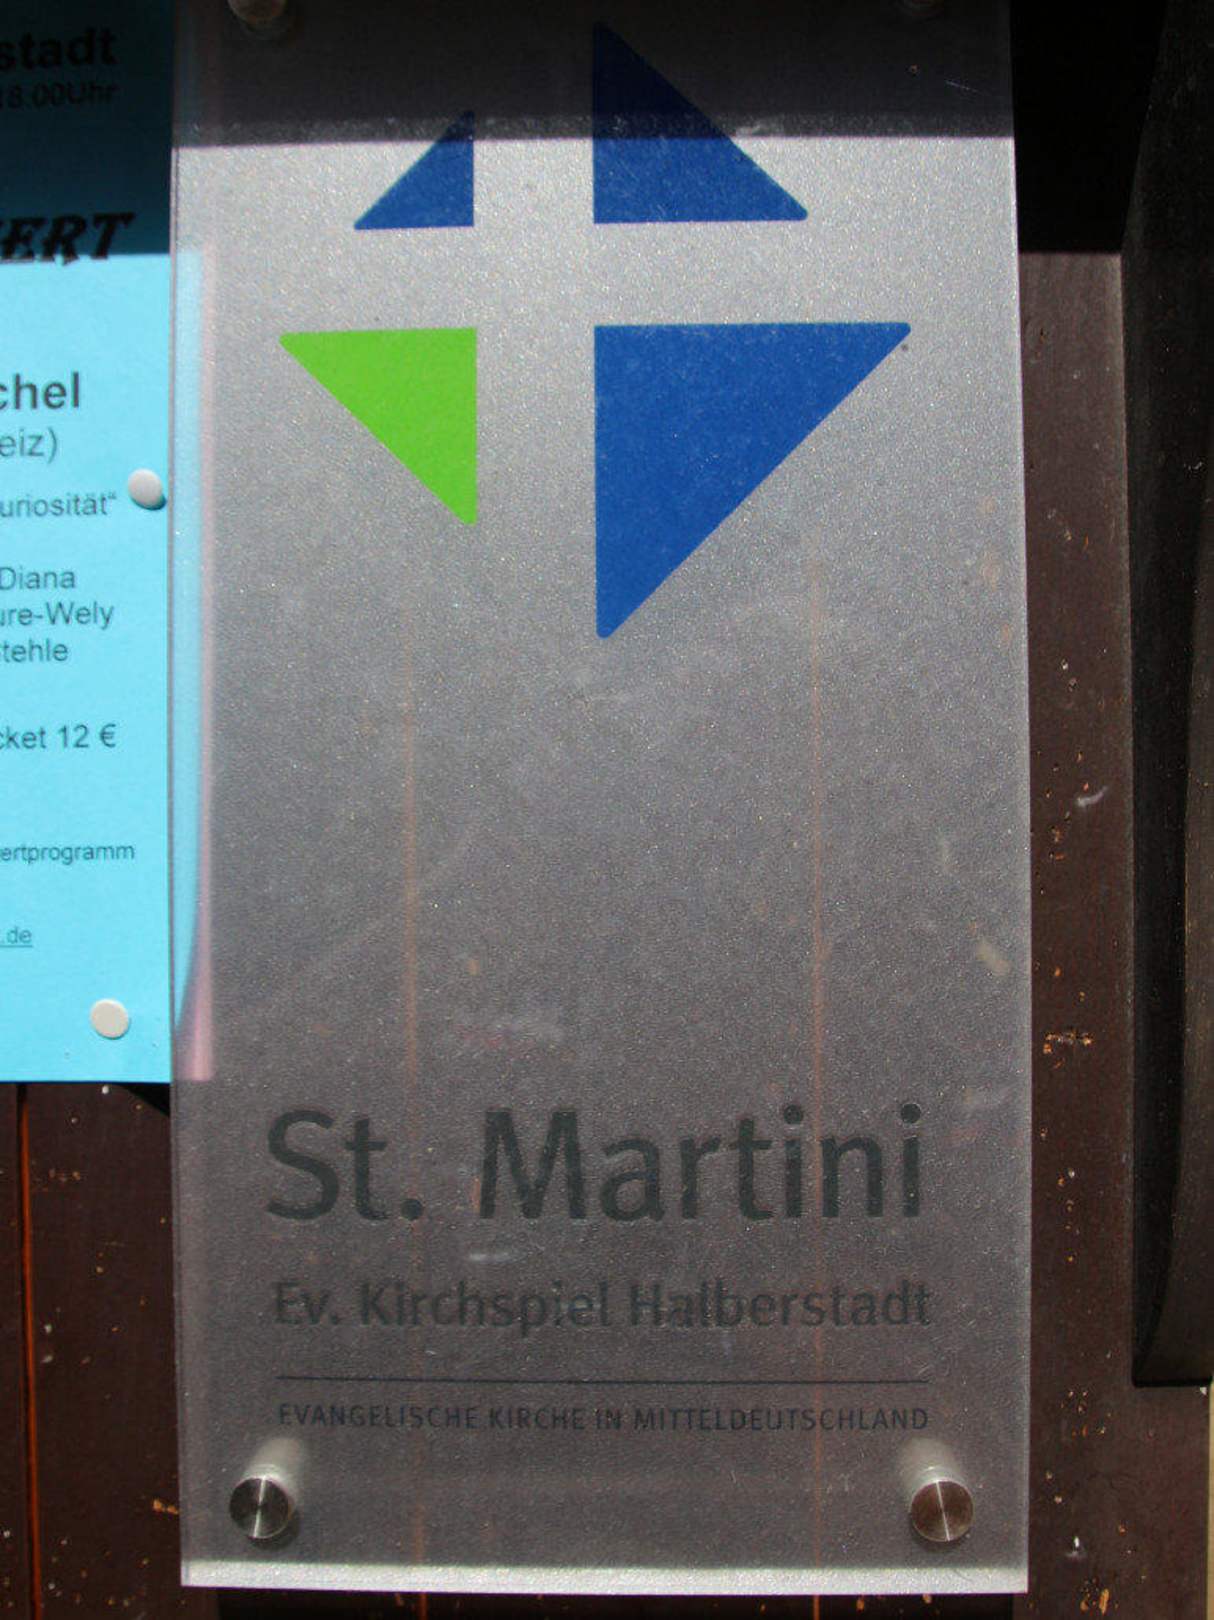 stadt
18.00Uhr
ERT
chel
eiz)
uriosität“
Diana
ure-Wely
tehle
cket 12 €
ertprogramm
.de
St. Martini
Ev. Kirchspiel Halberstadt
EVANGELISCHE KIRCHE IN MITTELDEUTSCHLAND